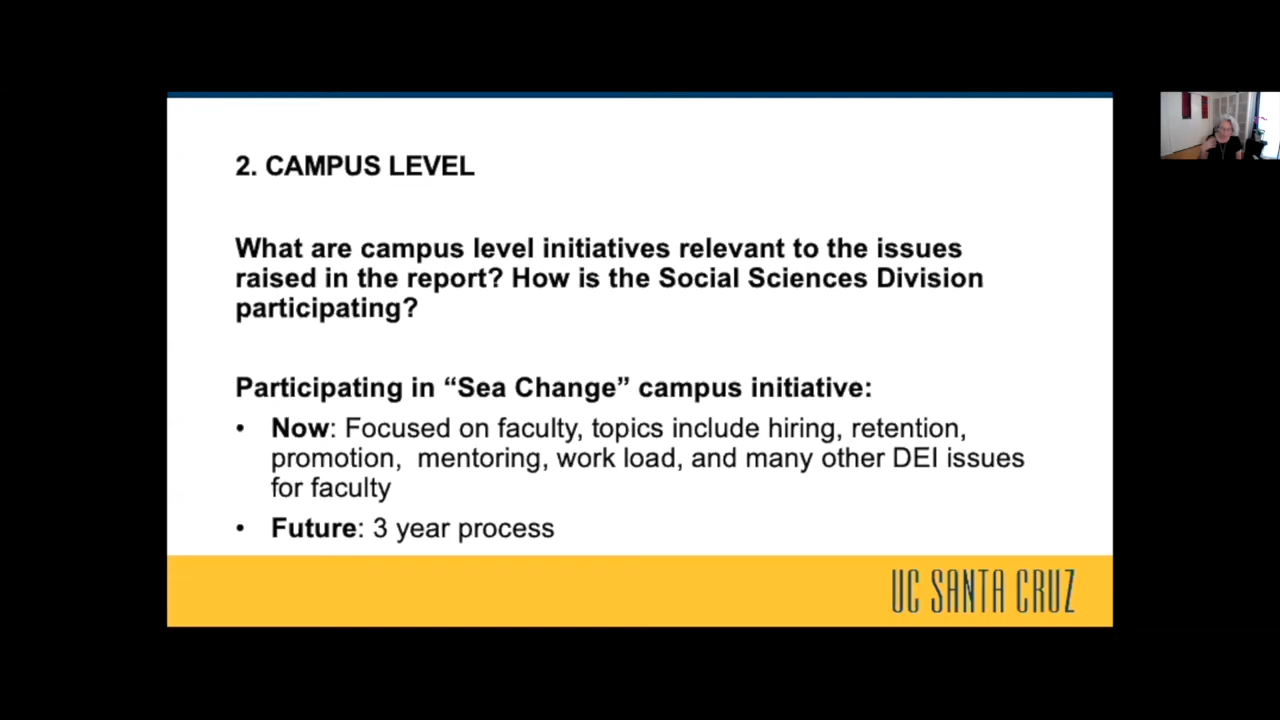 2. CAMPUS LEVEL
What are campus level initiatives relevant to the issues
raised in the report? How is the Social Sciences Division
participating?
Participating in “Sea Change” campus initiative:
• Now: Focused on faculty, topics include hiring, retention,
promotion,  mentoring, work load, and many other DEI issues
for faculty
• Future: 3 year process
UC SANTA CRUZ